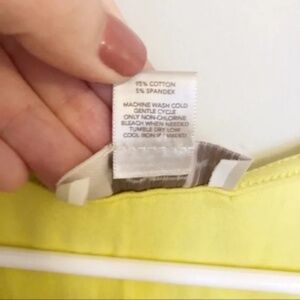 95% COTTON
5% SPANDEX
MACHINE WASH COLD
GENTLE CYCLE
ONLY NON-CHLORINE
BLEACH WHEN NEEDED
TUMBLE DRY LOW
COOL IRON IF NEEDED